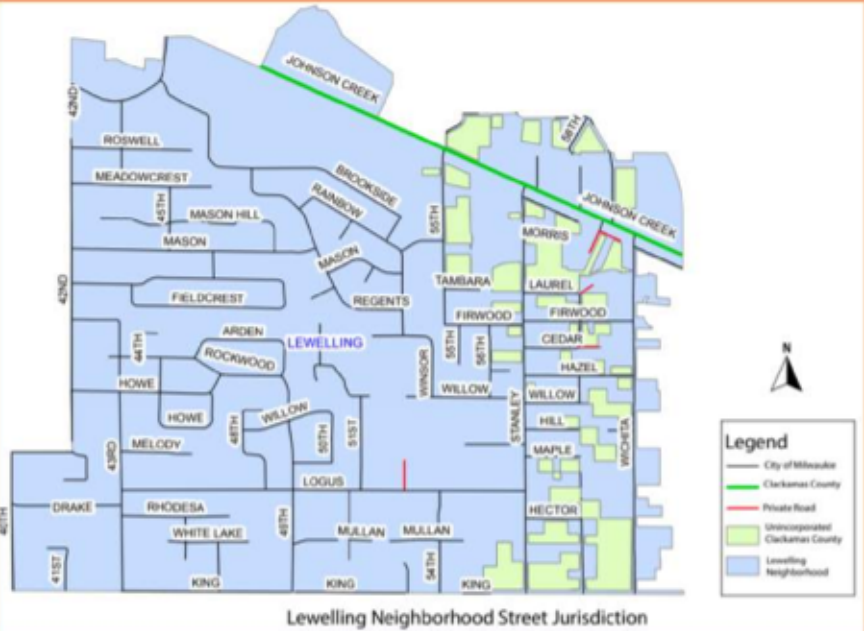 JOHNSON CREEK
42ND
56TH
ROSWELL
MEADOWCREST
BROOKSIDE
45TH
RAINBOW
MASON HILL
55TH
JOHNSON CREEK
MASON
MORRIS
MASON
42ND
TAMBARA
LAUREL
FIELDCREST
REGENTS
FIRWOOD
FIRWOOD
ARDEN
LEWELLING
55TH
56TH
CEDAR
44TH
ROCKWOOD
HAZEL
WINSOR
HOWE
WILLOW
WILLOW
HOWE
WILLOW
STANLEY
48TH
50TH
51ST
HILL
WICHITA
43RD
MELODY
MAPLE
LOGUS
DRAKE
RHODESA
HECTOR
40TH
48TH
WHITE LAKE
MULLAN
MULLAN
41ST
54TH
KING
KING
KING
N
Legend
City of Milwaukie
Clackamas County
Private Road
Unincorporated
Clackamas County
Lewelling
Neighborhood
Lewelling Neighborhood Street Jurisdiction